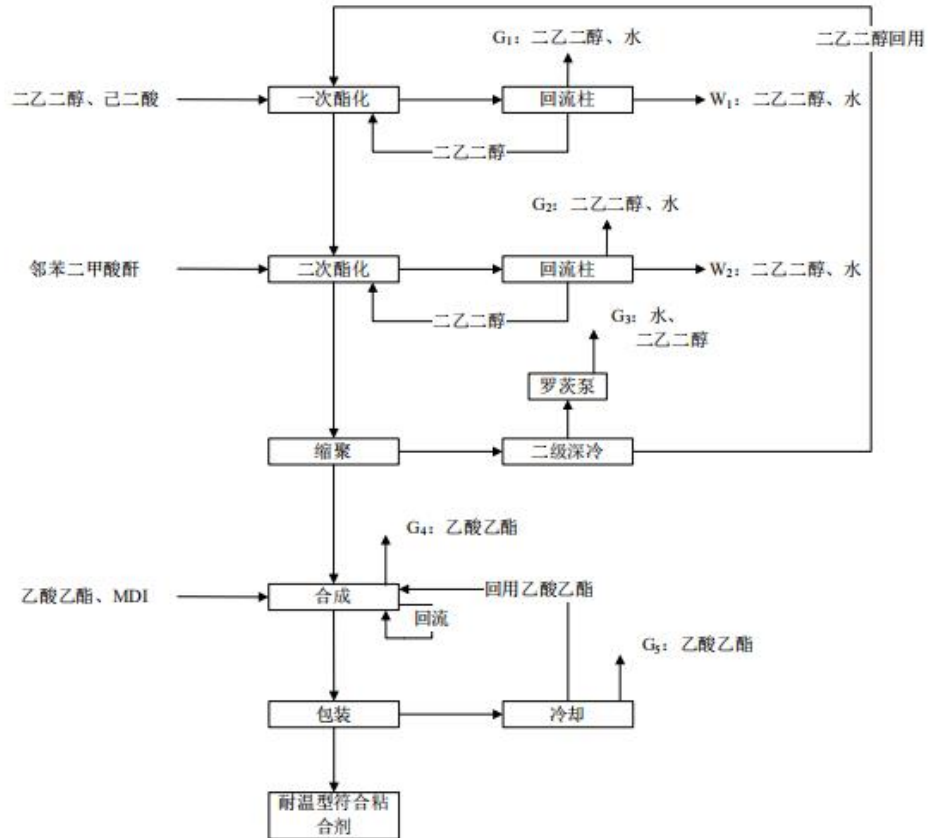 G₁：二乙二醇、水
二乙二醇回用
二乙二醇、己二酸
一次酯化
回流柱
W₁：二乙二醇、水
二乙二醇
G₂：二乙二醇、水
邻苯二甲酸酐
二次酯化
回流柱
W₂：二乙二醇、水
二乙二醇
G₃：水、
二乙二醇
罗茨泵
缩聚
二级深冷
G₄：乙酸乙酯
乙酸乙酯、MDI
合成
回用乙酸乙酯
回流
G₅：乙酸乙酯
包装
冷却
耐温型符合粘
合剂